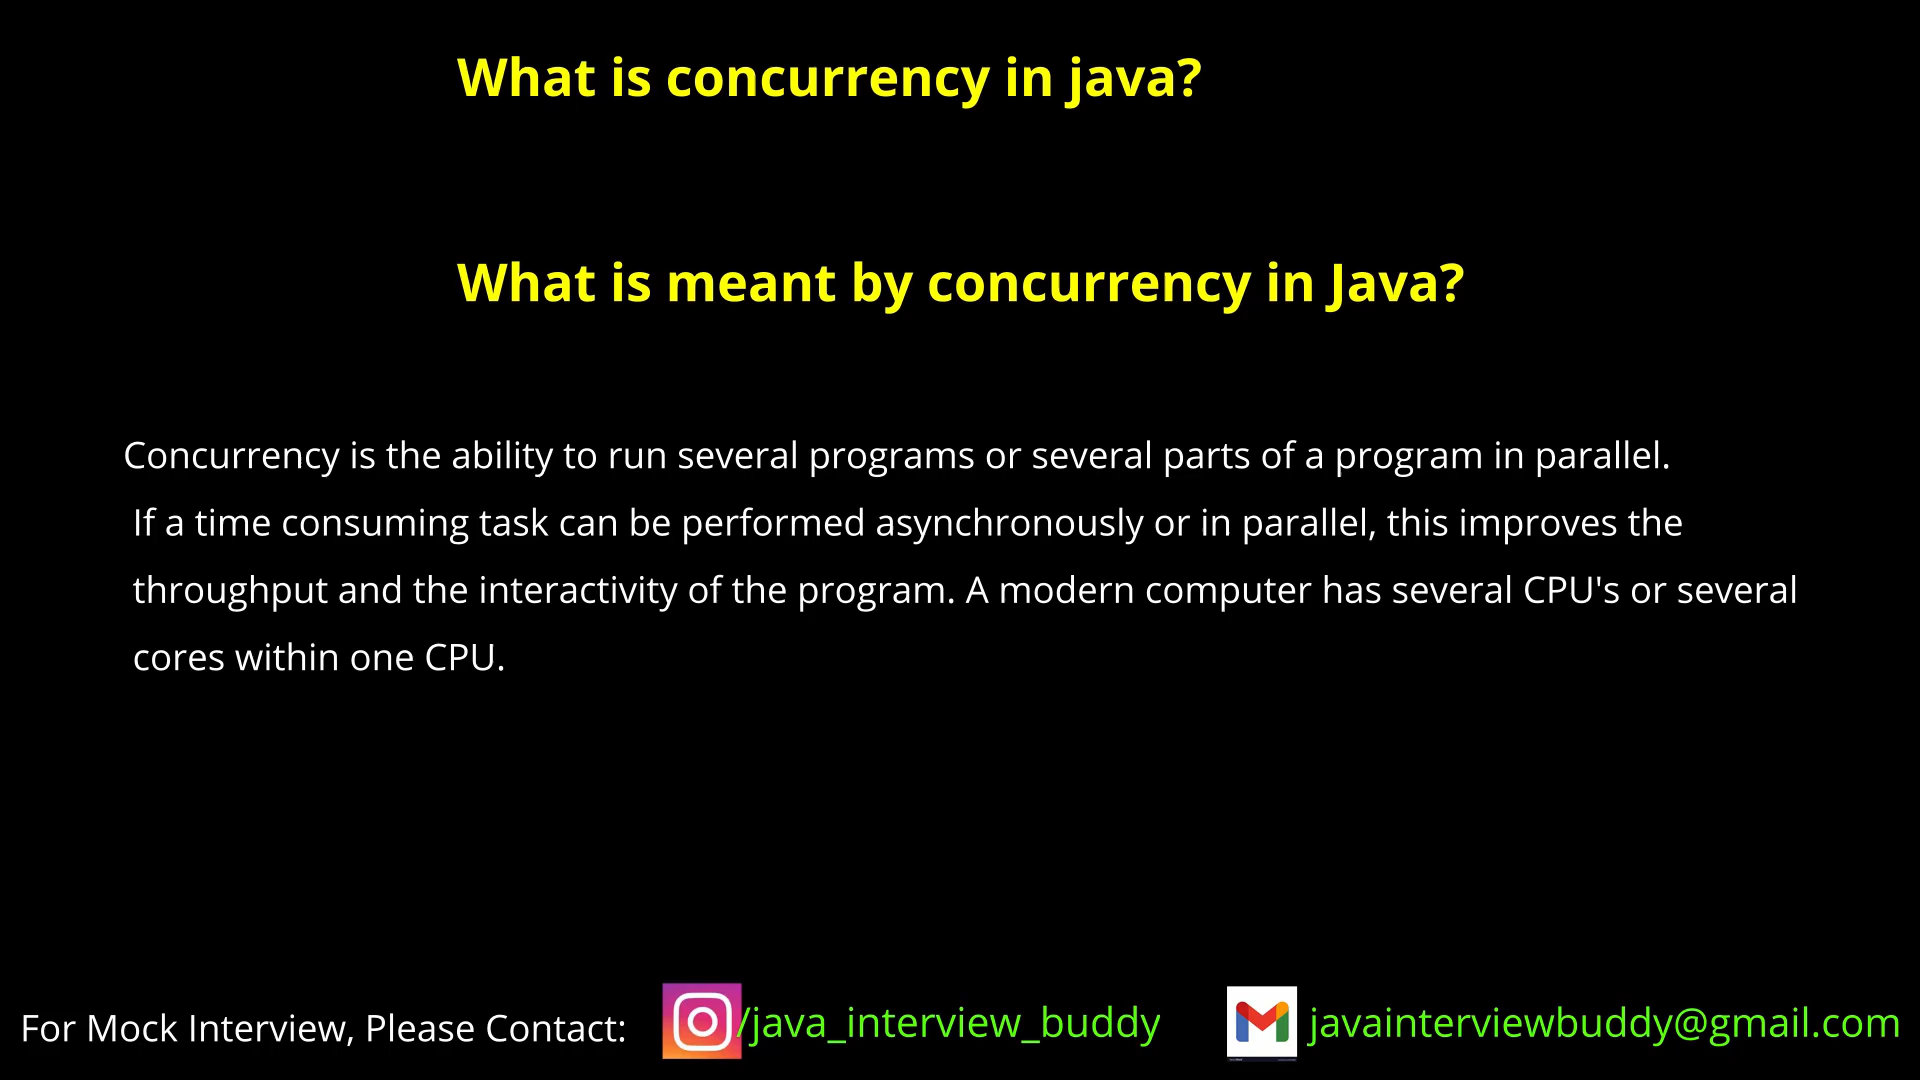 What is concurrency in java?
What is meant by concurrency in Java?
Concurrency is the ability to run several programs or several parts of a program in parallel.
If a time consuming task can be performed asynchronously or in parallel, this improves the
throughput and the interactivity of the program. A modern computer has several CPU's or several
cores within one CPU.
For Mock Interview, Please Contact: /java_interview_buddy javainterviewbuddy@gmail.com